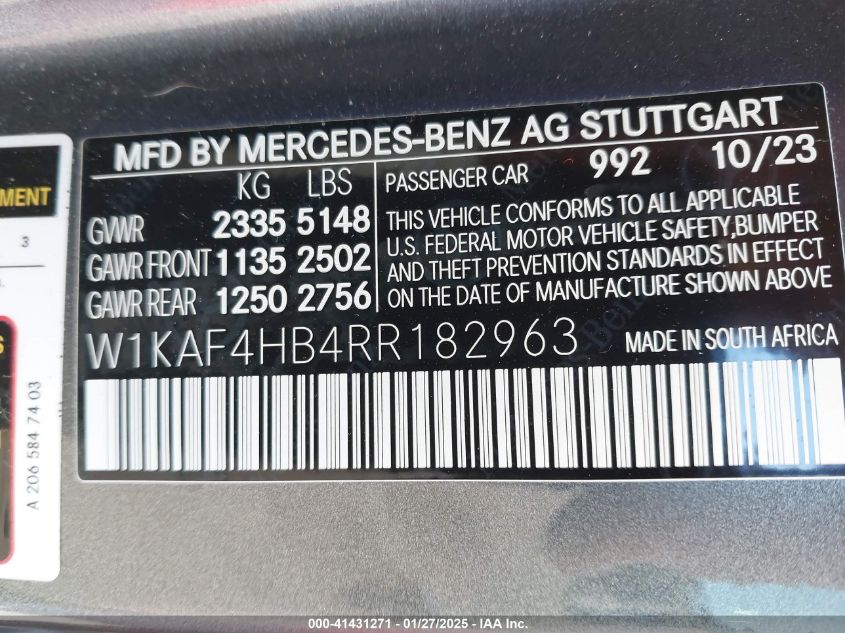 MFD BY MERCEDES-BENZ AG STUTTGART
KG LBS
GVWR 2335 5148
GAWR FRONT 1135 2502
GAWR REAR 1250 2756
PASSENGER CAR 992 10/23
THIS VEHICLE CONFORMS TO ALL APPLICABLE
U.S. FEDERAL MOTOR VEHICLE SAFETY,BUMPER
AND THEFT PREVENTION STANDARDS IN EFFECT
ON THE DATE OF MANUFACTURE SHOWN ABOVE
W1KAF4HB4RR182963 MADE IN SOUTH AFRICA
MENT
3
S
A 206 584 74 03
000-41431271 - 01/27/2025 - IAA Inc.